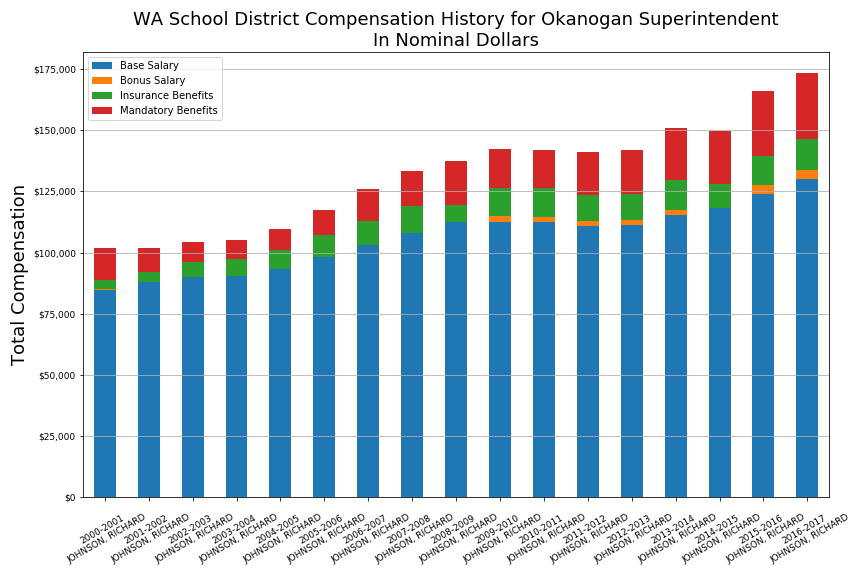 WA School District Compensation History for Okanogan Superintendent
In Nominal Dollars
Base Salary
Bonus Salary
Insurance Benefits
Mandatory Benefits
Total Compensation
$175,000
$150,000
$125,000
$100,000
$75,000
$50,000
$25,000
$0
2000-2001
JOHNSON, RICHARD
2001-2002
JOHNSON, RICHARD
2002-2003
JOHNSON, RICHARD
2003-2004
JOHNSON, RICHARD
2004-2005
JOHNSON, RICHARD
2005-2006
JOHNSON, RICHARD
2006-2007
JOHNSON, RICHARD
2007-2008
JOHNSON, RICHARD
2008-2009
JOHNSON, RICHARD
2009-2010
JOHNSON, RICHARD
2010-2011
JOHNSON, RICHARD
2011-2012
JOHNSON, RICHARD
2012-2013
JOHNSON, RICHARD
2013-2014
JOHNSON, RICHARD
2014-2015
JOHNSON, RICHARD
2015-2016
JOHNSON, RICHARD
2016-2017
JOHNSON, RICHARD